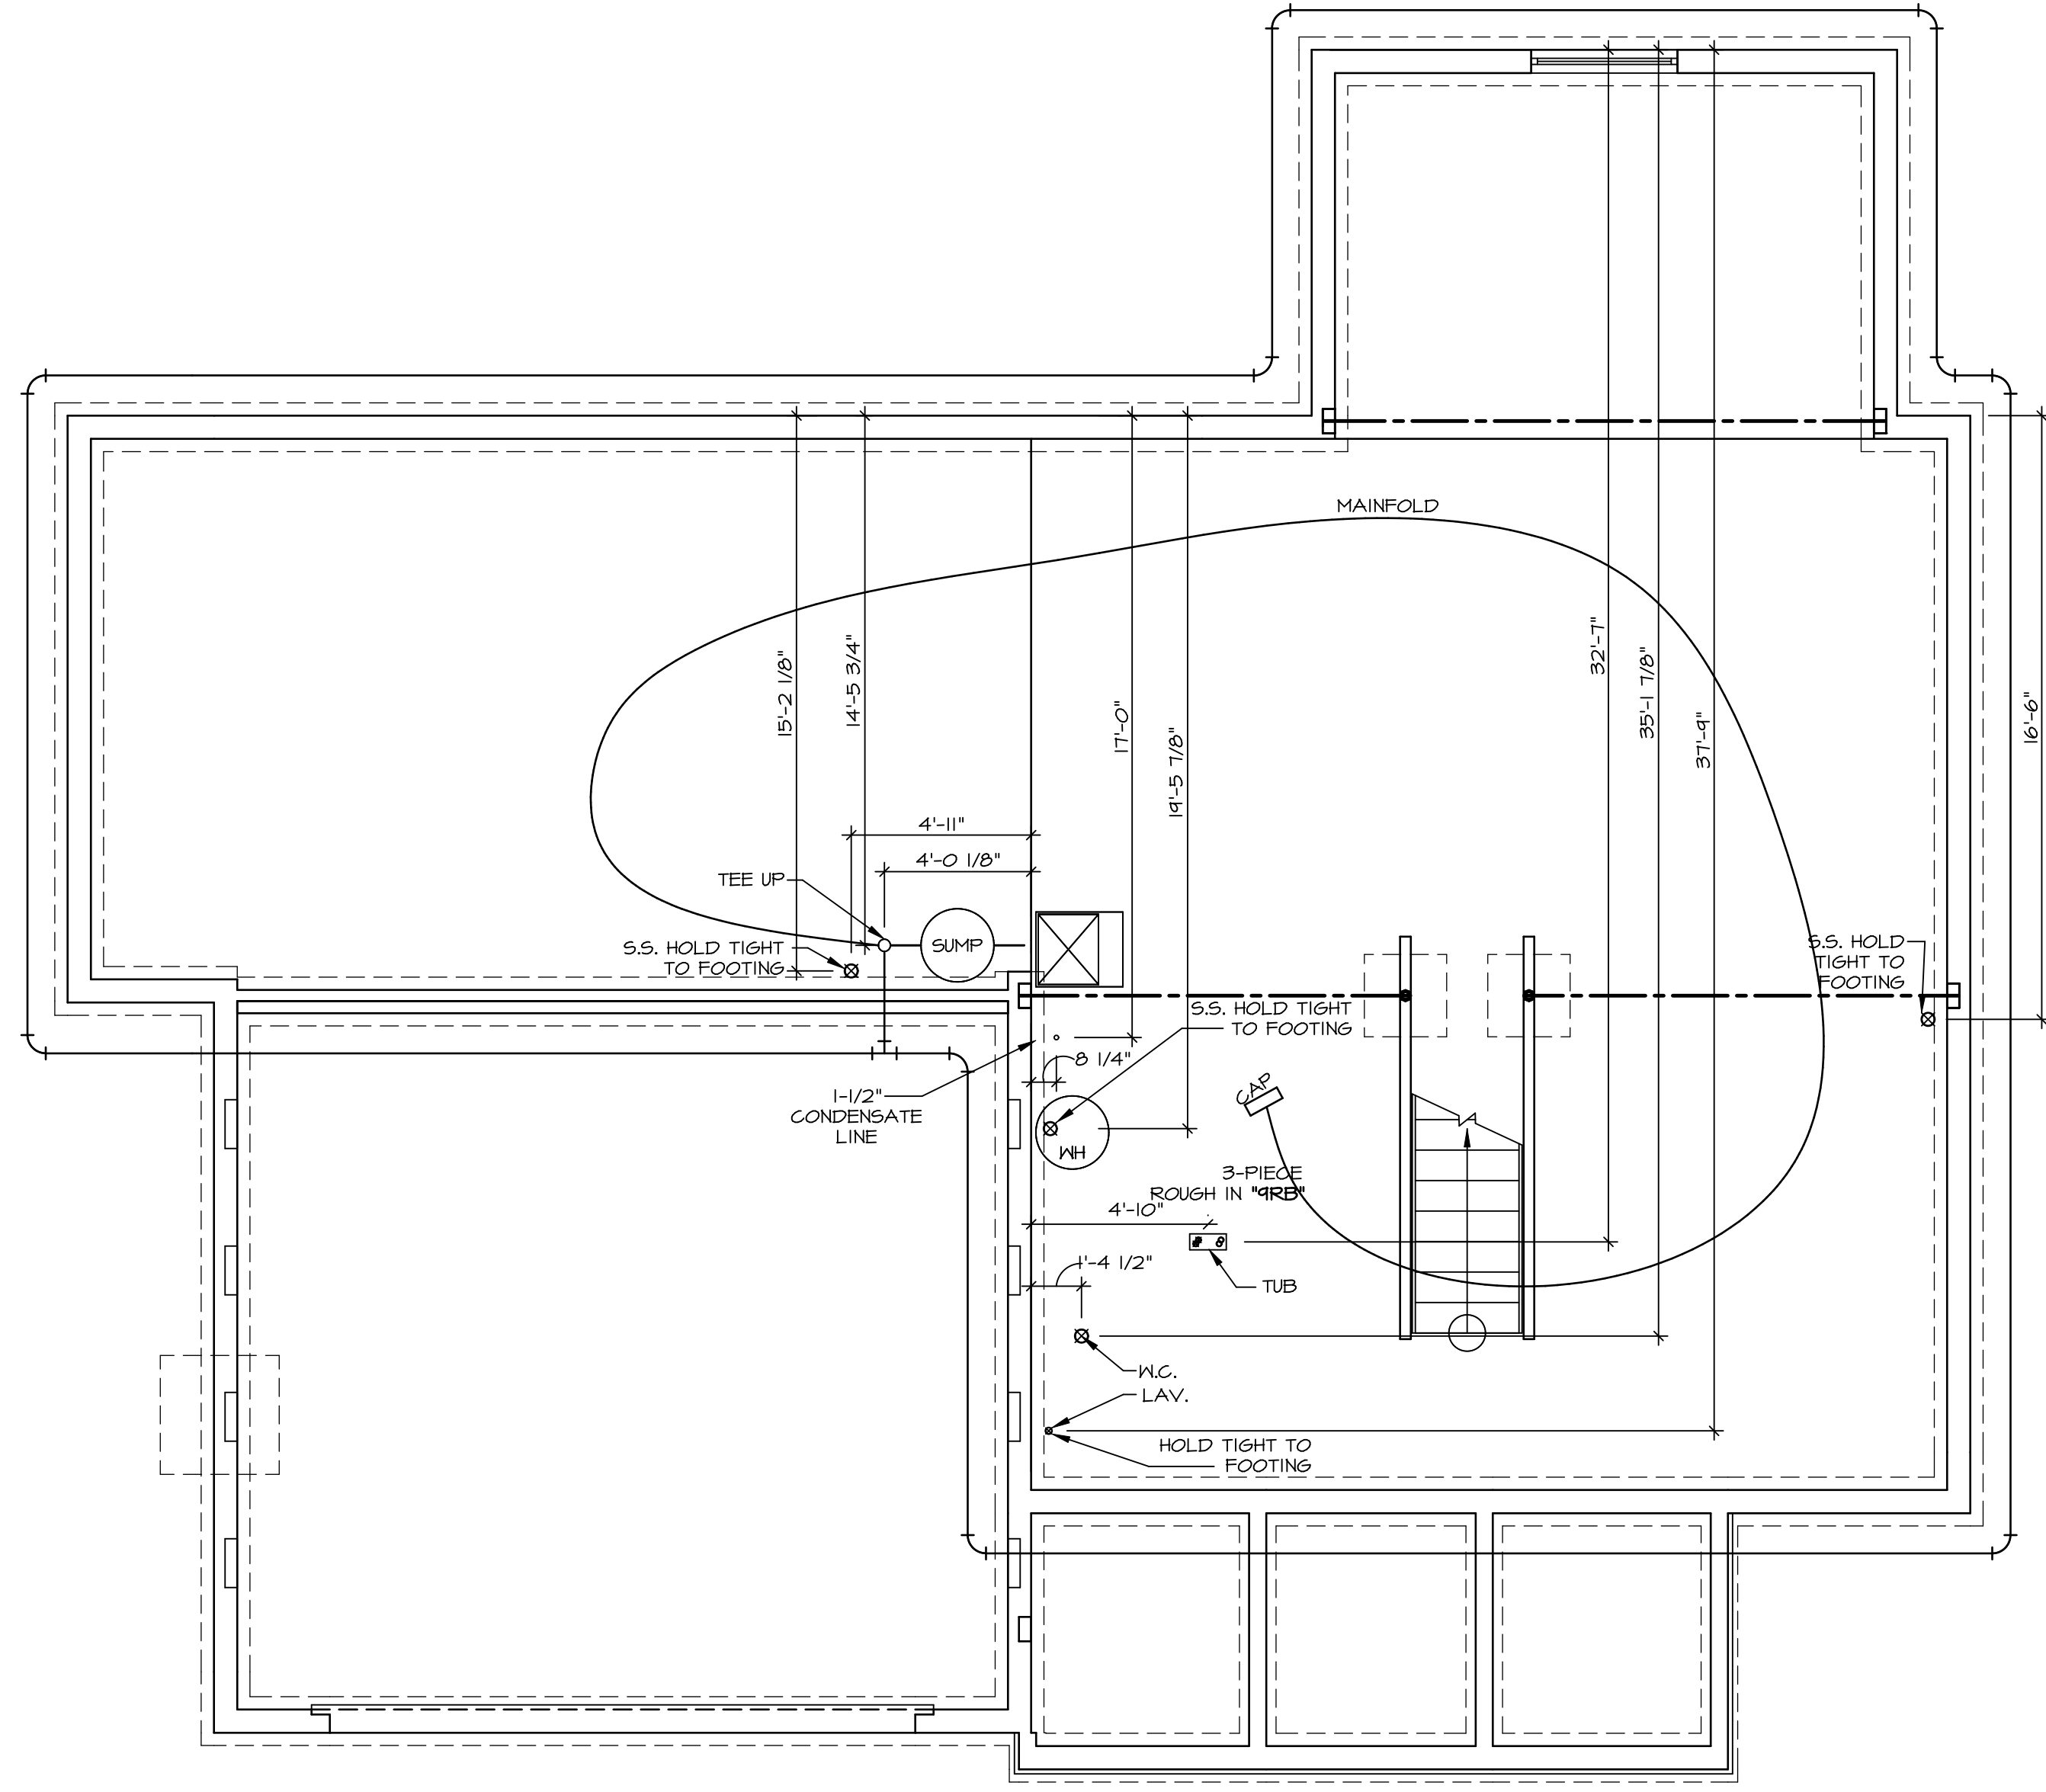 MAINFOLD
32'-7"
35'-1 7/8"
37'-9"
15'-2 1/8"
14'-5 3/4"
17'-0"
19'-5 7/8"
16'-6"
4'-11"
4'-0 1/8"
TEE UP
SUMP
S.S. HOLD TIGHT
TO FOOTING
S.S. HOLD
TIGHT TO
FOOTING
S.S. HOLD TIGHT
TO FOOTING
8 1/4"
1-1/2"
CONDENSATE
LINE
CAP
WH
3-PIECE
ROUGH IN
4'-10"
1'-4 1/2"
TUB
W.C.
LAV.
HOLD TIGHT TO
FOOTING